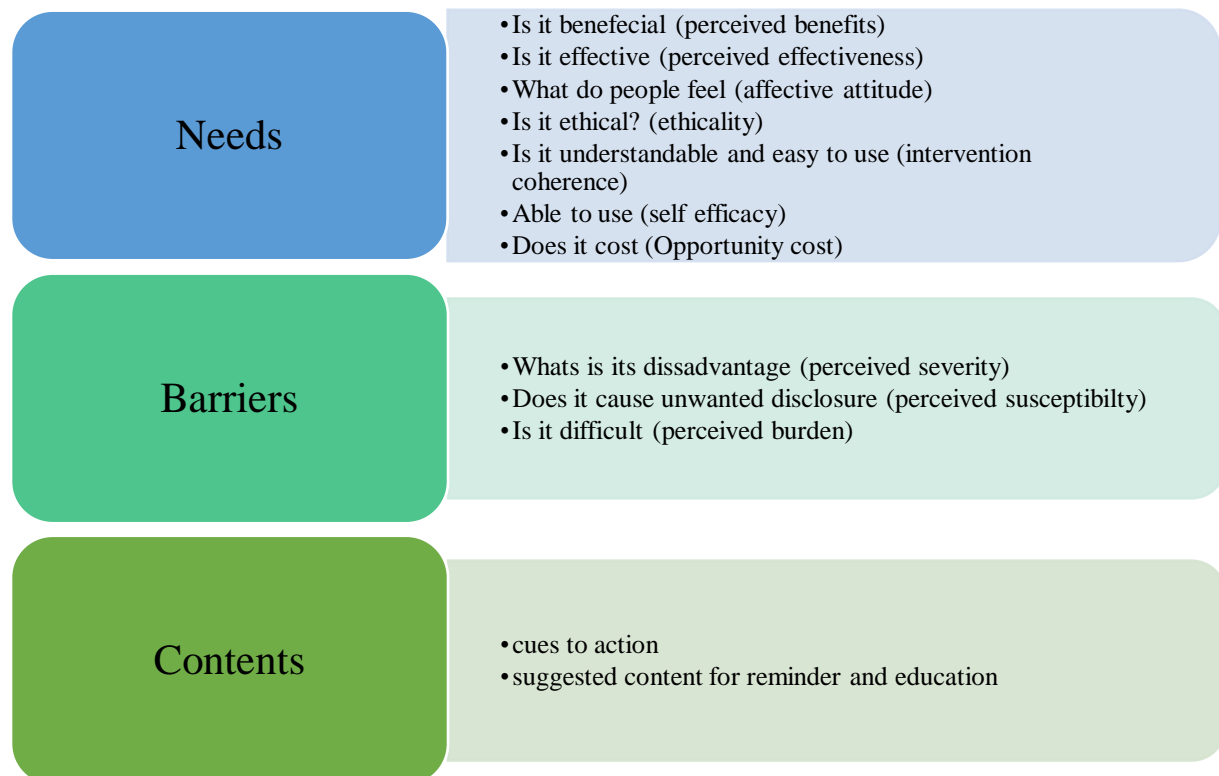 Needs
•Is it benefecial (perceived benefits)
•Is it effective (perceived effectiveness)
•What do people feel (affective attitude)
•Is it ethical? (ethicality)
•Is it understandable and easy to use (intervention
coherence)
•Able to use (self efficacy)
•Does it cost (Opportunity cost)
Barriers
•Whats is its dissadvantage (perceived severity)
•Does it cause unwanted disclosure (perceived susceptibilty)
•Is it difficult (perceived burden)
Contents
•cues to action
•suggested content for reminder and education